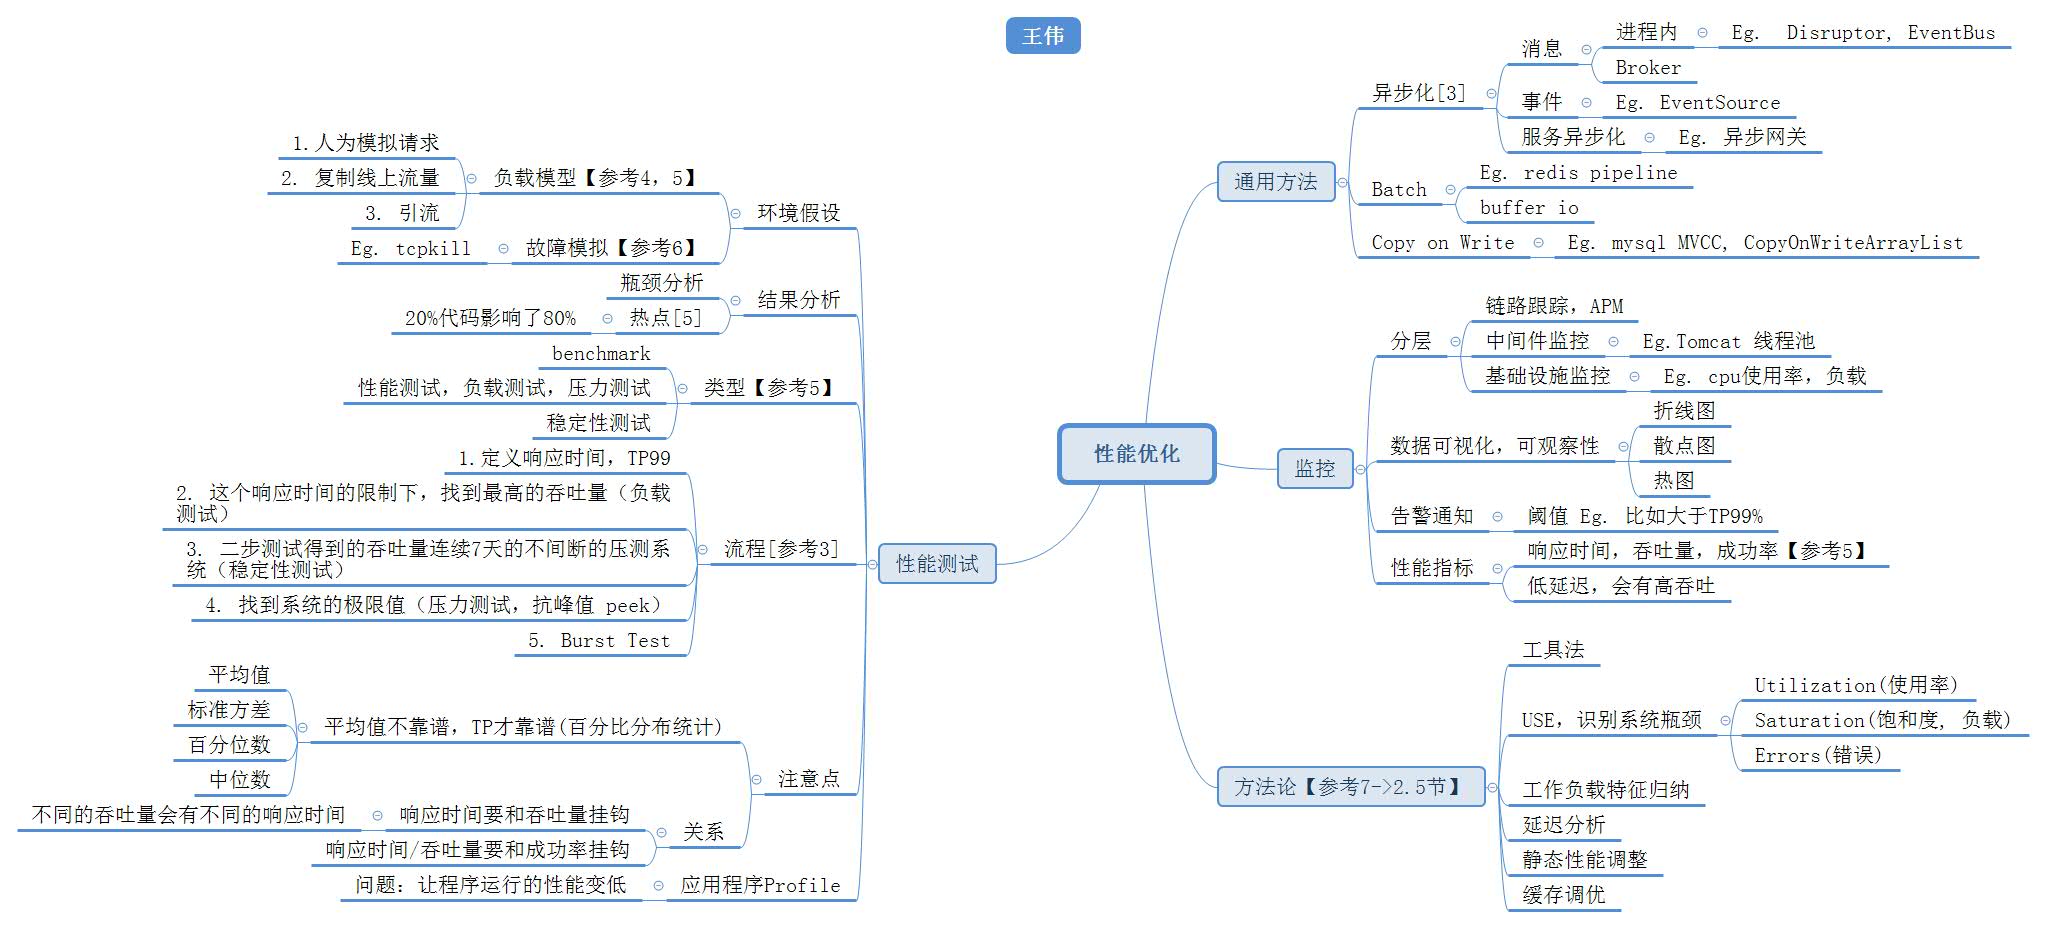 王伟
性能优化
通用方法
异步化[3]
消息
进程内
Eg.  Disruptor, EventBus
Broker
事件
Eg. EventSource
服务异步化
Eg. 异步网关
Batch
Eg. redis pipeline
buffer io
Copy on Write
Eg. mysql MVCC, CopyOnWriteArrayList
监控
分层
链路跟踪，APM
中间件监控
Eg.Tomcat 线程池
基础设施监控
Eg. cpu使用率，负载
数据可视化，可观察性
折线图
散点图
热图
告警通知
阈值 Eg. 比如大于TP99%
性能指标
响应时间，吞吐量，成功率【参考5】
低延迟，会有高吞吐
方法论【参考7->2.5节】
工具法
USE，识别系统瓶颈
Utilization(使用率)
Saturation(饱和度, 负载)
Errors(错误)
工作负载特征归纳
延迟分析
静态性能调整
缓存调优
性能测试
环境假设
负载模型【参考4，5】
1.人为模拟请求
2. 复制线上流量
3. 引流
故障模拟【参考6】
Eg. tcpkill
结果分析
瓶颈分析
热点[5]
20%代码影响了80%
类型【参考5】
benchmark
性能测试，负载测试，压力测试
稳定性测试
流程[参考3]
1.定义响应时间，TP99
2. 这个响应时间的限制下，找到最高的吞吐量（负载
测试）
3. 二步测试得到的吞吐量连续7天的不间断的压测系
统（稳定性测试）
4. 找到系统的极限值（压力测试，抗峰值 peek）
5. Burst Test
注意点
平均值不靠谱，TP才靠谱(百分比分布统计)
平均值
标准方差
百分位数
中位数
关系
响应时间要和吞吐量挂钩
不同的吞吐量会有不同的响应时间
响应时间/吞吐量要和成功率挂钩
应用程序Profile
问题：让程序运行的性能变低